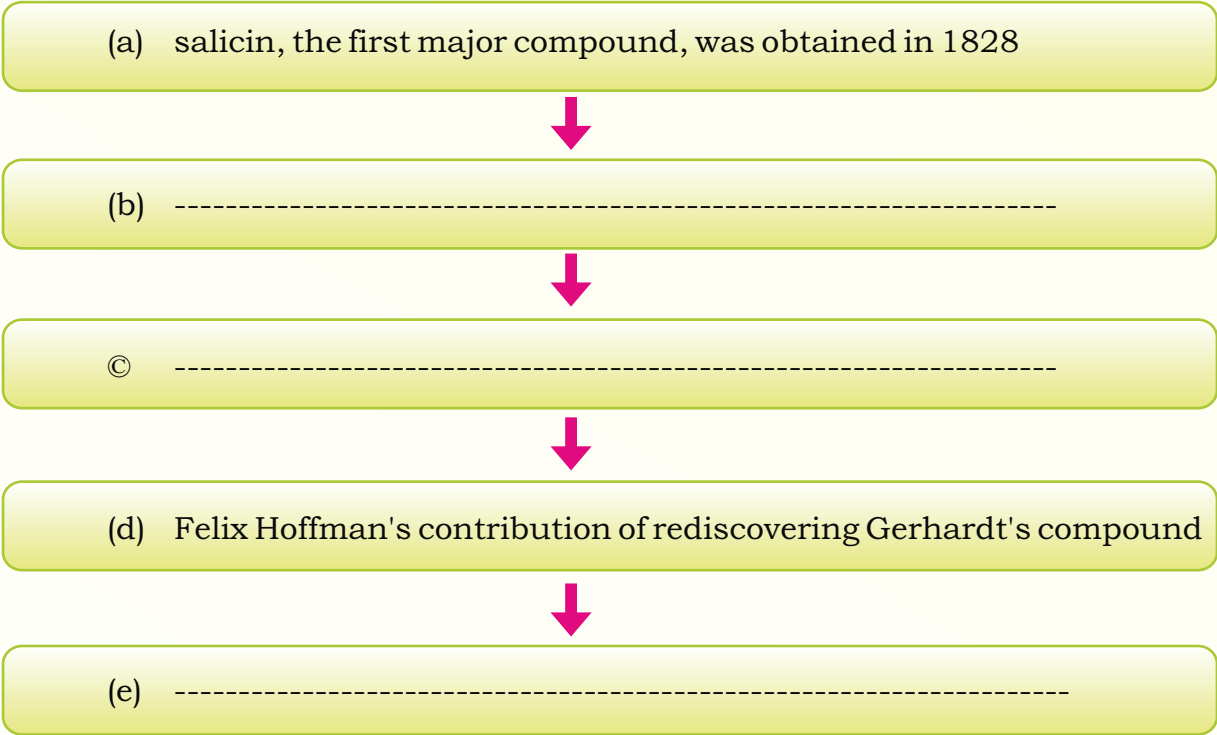 (a) salicin, the first major compound, was obtained in 1828
(b) --------------------------------------------------------------------
© --------------------------------------------------------------------
(d) Felix Hoffman's contribution of rediscovering Gerhardt's compound
(e) ---------------------------------------------------------------------